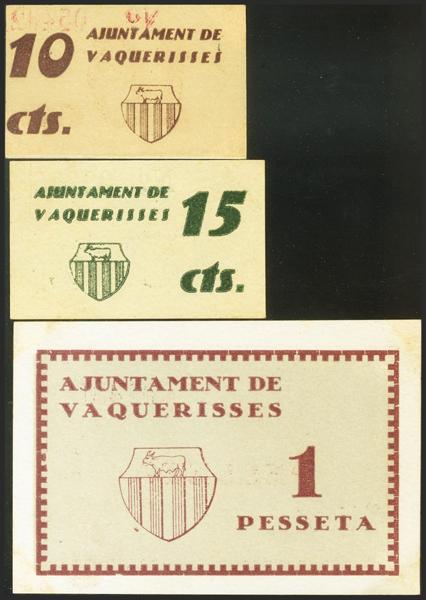 10
cts.
AJUNTAMENT DE
VAQUERISSES
AJUNTAMENT DE
VAQUERISSES
15
cts.
AJUNTAMENT DE
VAQUERISSES
1
PESSETA